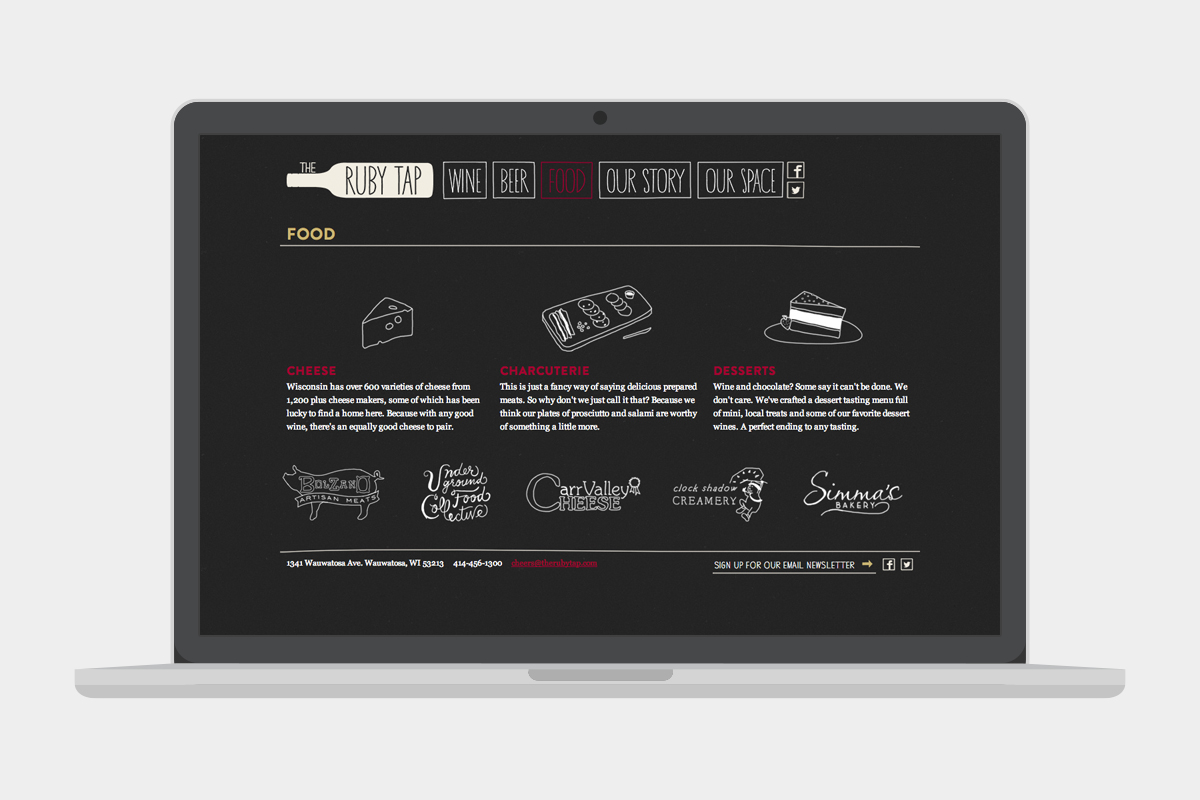 THE
RUBY TAP
WINE
BEER
FOOD
OUR STORY
OUR SPACE
FOOD
CHEESE
Wisconsin has over 600 varieties of cheese from
1,200 plus cheese makers, some of which has been
lucky to find a home here. Because with any good
wine, there's an equally good cheese to pair.
CHARCUTERIE
This is just a fancy way of saying delicious prepared
meats. So why don't we just call it that? Because we
think our plates of prosciutto and salami are worthy
of something a little more.
DESSERTS
Wine and chocolate? Some say it can't be done. We
don't care. We've crafted a dessert tasting menu full
of mini, local treats and some of our favorite dessert
wines. A perfect ending to any tasting.
BOLZANO
ARTISAN MEATS
Under
ground
Food
Collective
Carr Valley
CHEESE
clock shadow
CREAMERY
Simma's
BAKERY
1341 Wauwatosa Ave. Wauwatosa, WI 53213 414-456-1300 cheers@therubytap.com
SIGN UP FOR OUR EMAIL NEWSLETTER